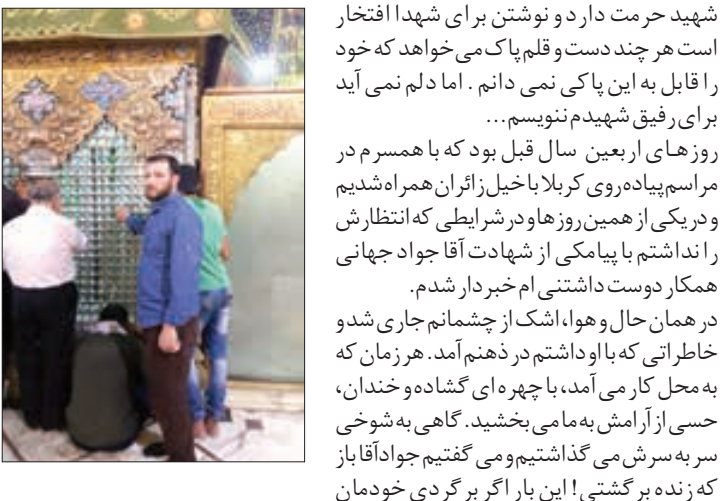 شهید حرمت دارد و نوشتن برای شهدا افتخار
است هر چند دست و قلم پاک می‌خواهد که خود
را قابل به این پاکی نمی دانم . اما دلم نمی آید
برای رفیق شهیدم ننویسم...
روزهای اربعین سال قبل بود که با همسرم در
مراسم پیاده‌روی کربلا با خیل زائران همراه شدیم
و در یکی از همین روزها و در شرایطی که انتظارش
را نداشتم با پیامکی از شهادت آقا جواد جهانی
همکار دوست داشتنی ام خبردار شدم.
در همان حال و هوا، اشک از چشمانم جاری شد و
خاطراتی که با او داشتم در ذهنم آمد. هر زمان که
به محل کار می آمد، با چهره ای گشاده و خندان،
حسی از آرامش به ما می بخشید. گاهی به شوخی
سر به سرش می گذاشتیم و می گفتیم جواد آقا باز
که زنده برگشتی! این بار اگر برگردی خودمان